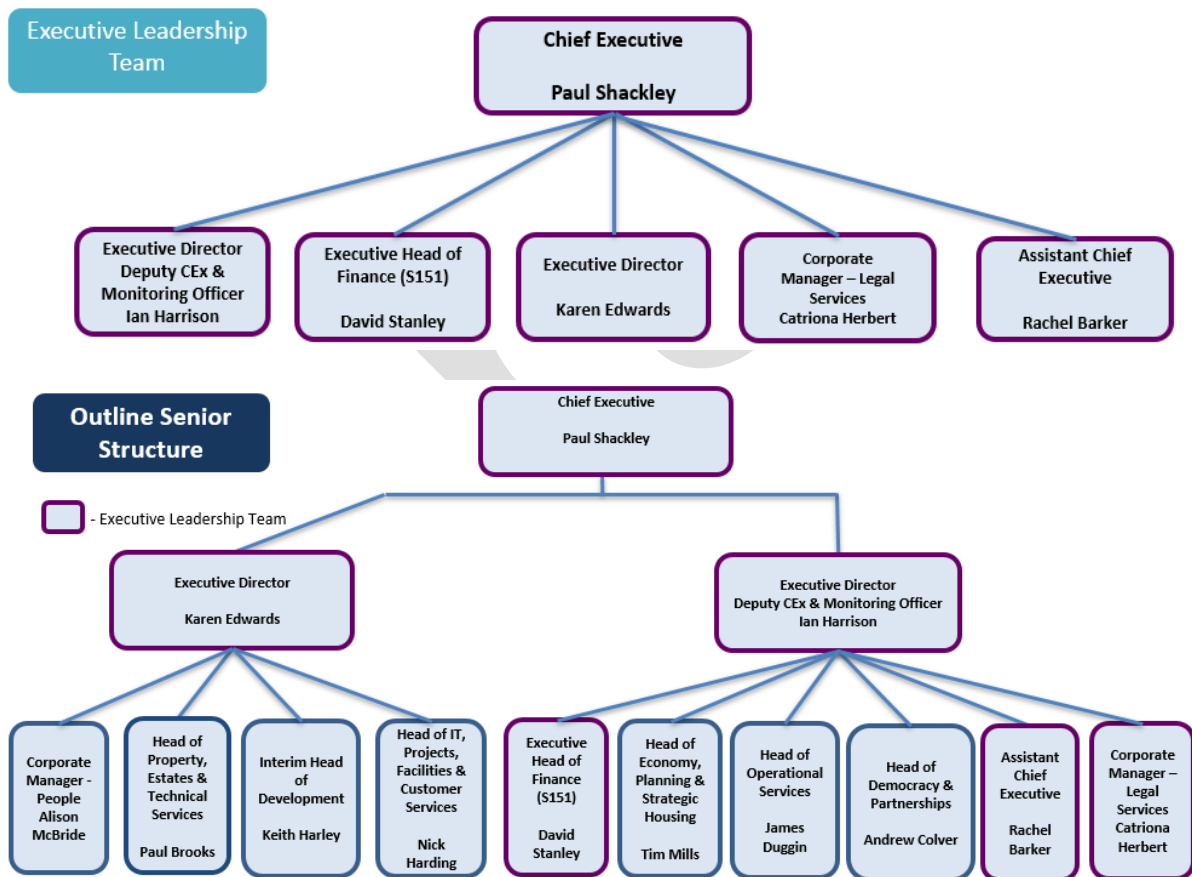 Executive Leadership
Team
Chief Executive
Paul Shackley
Executive Director
Deputy CEx &
Monitoring Officer
Ian Harrison
Executive Head of
Finance (S151)
David Stanley
Executive Director
Karen Edwards
Corporate
Manager – Legal
Services
Catriona Herbert
Assistant Chief
Executive
Rachel Barker
Outline Senior
Structure
Chief Executive
Paul Shackley
- Executive Leadership Team
Executive Director
Karen Edwards
Executive Director
Deputy CEx & Monitoring Officer
Ian Harrison
Corporate
Manager -
People
Alison
McBride
Head of
Property,
Estates &
Technical
Services
Paul Brooks
Interim Head
of
Development
Keith Harley
Head of IT,
Projects,
Facilities &
Customer
Services
Nick
Harding
Executive
Head of
Finance
(S151)
David
Stanley
Head of
Economy,
Planning &
Strategic
Housing
Tim Mills
Head of
Operational
Services
James
Duggin
Head of
Democracy &
Partnerships
Andrew Colver
Assistant
Chief
Executive
Rachel
Barker
Corporate
Manager –
Legal
Services
Catriona
Herbert